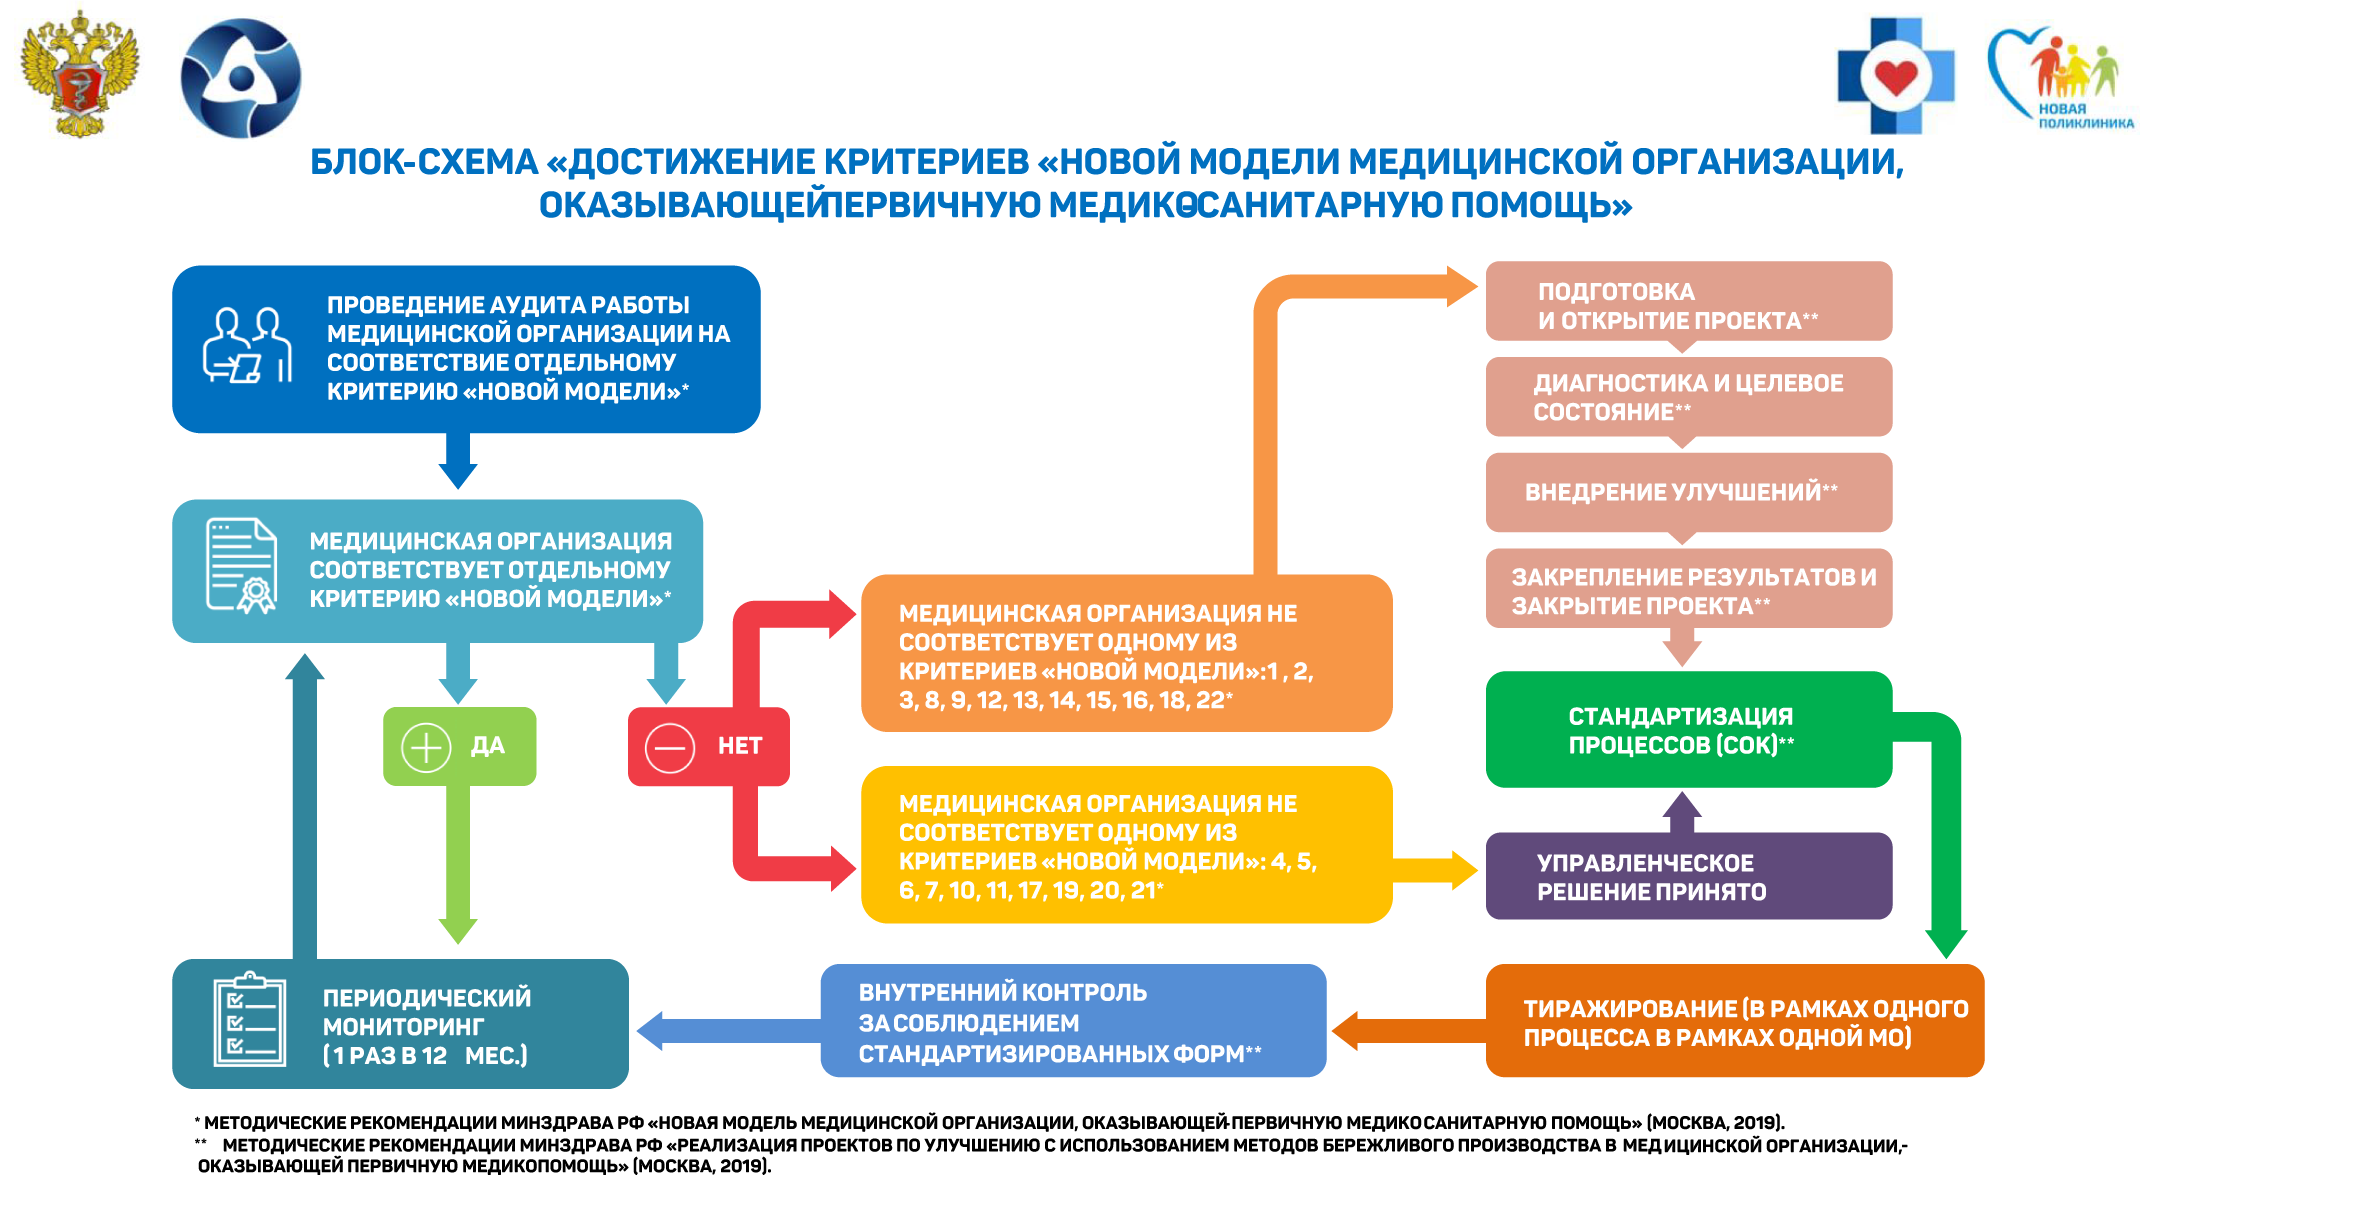 НОВАЯ
ПОЛИКЛИНИКА
БЛОК-СХЕМА «ДОСТИЖЕНИЕ КРИТЕРИЕВ «НОВОЙ МОДЕЛИ МЕДИЦИНСКОЙ ОРГАНИЗАЦИИ,
ОКАЗЫВАЮЩЕЙ ПЕРВИЧНУЮ МЕДИКО-САНИТАРНУЮ ПОМОЩЬ»
ПРОВЕДЕНИЕ АУДИТА РАБОТЫ
МЕДИЦИНСКОЙ ОРГАНИЗАЦИИ НА
СООТВЕТСТВИЕ ОТДЕЛЬНОМУ
КРИТЕРИЮ «НОВОЙ МОДЕЛИ»*
МЕДИЦИНСКАЯ ОРГАНИЗАЦИЯ
СООТВЕТСТВУЕТ ОТДЕЛЬНОМУ
КРИТЕРИЮ «НОВОЙ МОДЕЛИ»*
ДА
НЕТ
МЕДИЦИНСКАЯ ОРГАНИЗАЦИЯ НЕ
СООТВЕТСТВУЕТ ОДНОМУ ИЗ
КРИТЕРИЕВ «НОВОЙ МОДЕЛИ»:1 , 2,
3, 8, 9, 12, 13, 14, 15, 16, 18, 22*
МЕДИЦИНСКАЯ ОРГАНИЗАЦИЯ НЕ
СООТВЕТСТВУЕТ ОДНОМУ ИЗ
КРИТЕРИЕВ «НОВОЙ МОДЕЛИ»: 4, 5,
6, 7, 10, 11, 17, 19, 20, 21*
ПОДГОТОВКА
И ОТКРЫТИЕ ПРОЕКТА**
ДИАГНОСТИКА И ЦЕЛЕВОЕ
СОСТОЯНИЕ**
ВНЕДРЕНИЕ УЛУЧШЕНИЙ**
ЗАКРЕПЛЕНИЕ РЕЗУЛЬТАТОВ И
ЗАКРЫТИЕ ПРОЕКТА**
СТАНДАРТИЗАЦИЯ
ПРОЦЕССОВ (СОК)**
УПРАВЛЕНЧЕСКОЕ
РЕШЕНИЕ ПРИНЯТО
ТИРАЖИРОВАНИЕ (В РАМКАХ ОДНОГО
ПРОЦЕССА В РАМКАХ ОДНОЙ МО)
ВНУТРЕННИЙ КОНТРОЛЬ
ЗА СОБЛЮДЕНИЕМ
СТАНДАРТИЗИРОВАННЫХ ФОРМ**
ПЕРИОДИЧЕСКИЙ
МОНИТОРИНГ
(1 РАЗ В 12 МЕС.)
* МЕТОДИЧЕСКИЕ РЕКОМЕНДАЦИИ МИНЗДРАВА РФ «НОВАЯ МОДЕЛЬ МЕДИЦИНСКОЙ ОРГАНИЗАЦИИ, ОКАЗЫВАЮЩЕЙ-ПЕРВИЧНУЮ МЕДИКО САНИТАРНУЮ ПОМОЩЬ» (МОСКВА, 2019).
** МЕТОДИЧЕСКИЕ РЕКОМЕНДАЦИИ МИНЗДРАВА РФ «РЕАЛИЗАЦИЯ ПРОЕКТОВ ПО УЛУЧШЕНИЮ С ИСПОЛЬЗОВАНИЕМ МЕТОДОВ БЕРЕЖЛИВОГО ПРОИЗВОДСТВА В МЕДИЦИНСКОЙ ОРГАНИЗАЦИИ,-
ОКАЗЫВАЮЩЕЙ ПЕРВИЧНУЮ МЕДИКОПОМОЩЬ» (МОСКВА, 2019).